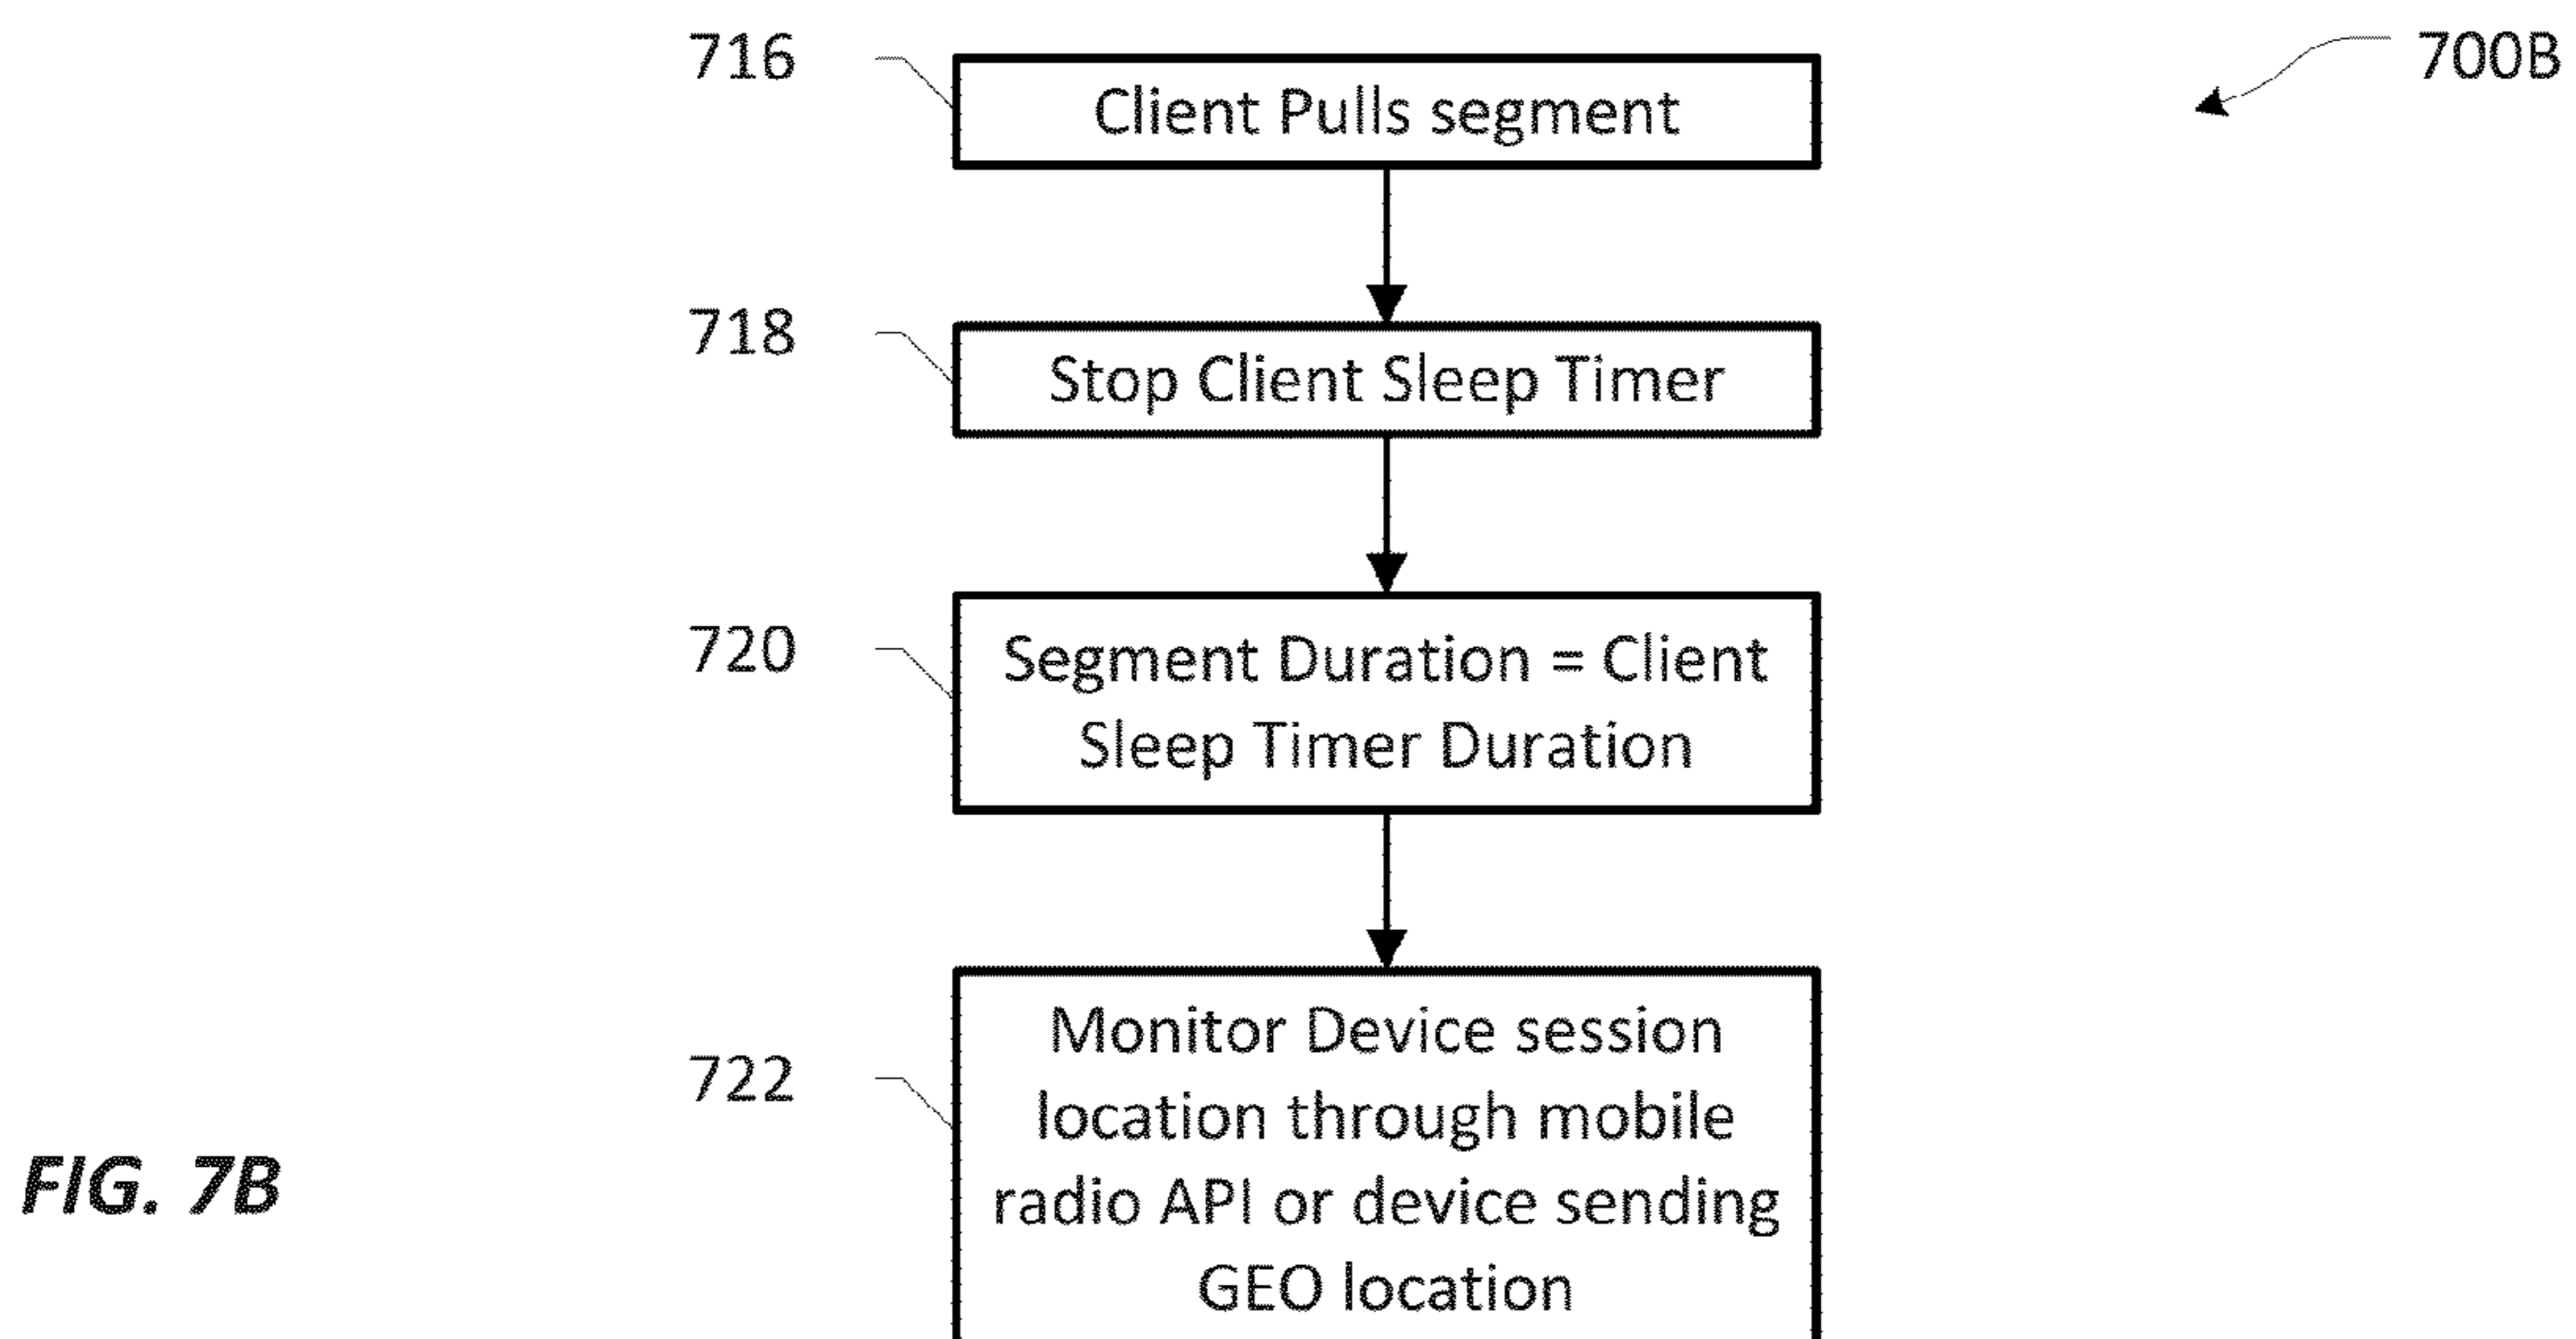 716
Client Pulls segment
700B
718
Stop Client Sleep Timer
720
Segment Duration = Client
Sleep Timer Duration
722
Monitor Device session
location through mobile
radio API or device sending
GEO location
FIG. 7B